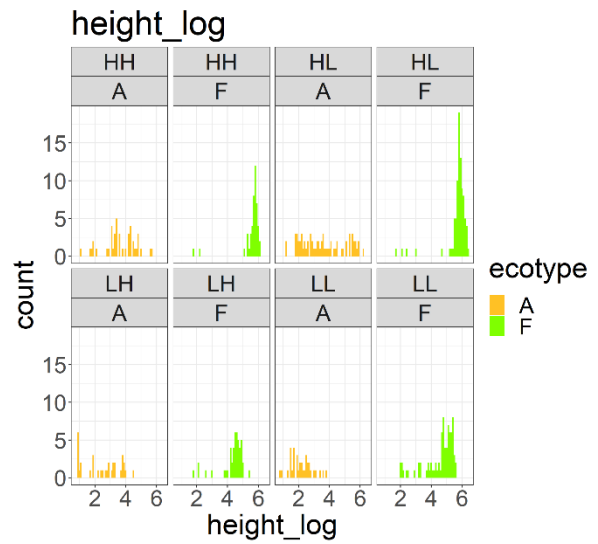 height_log
HH HH HL HL
A F A F
15
10
5
0
LH LH LL LL
A F A F
15
10
5
0
2 4 6 2 4 6 2 4 6 2 4 6
height_log
count
ecotype
A
F